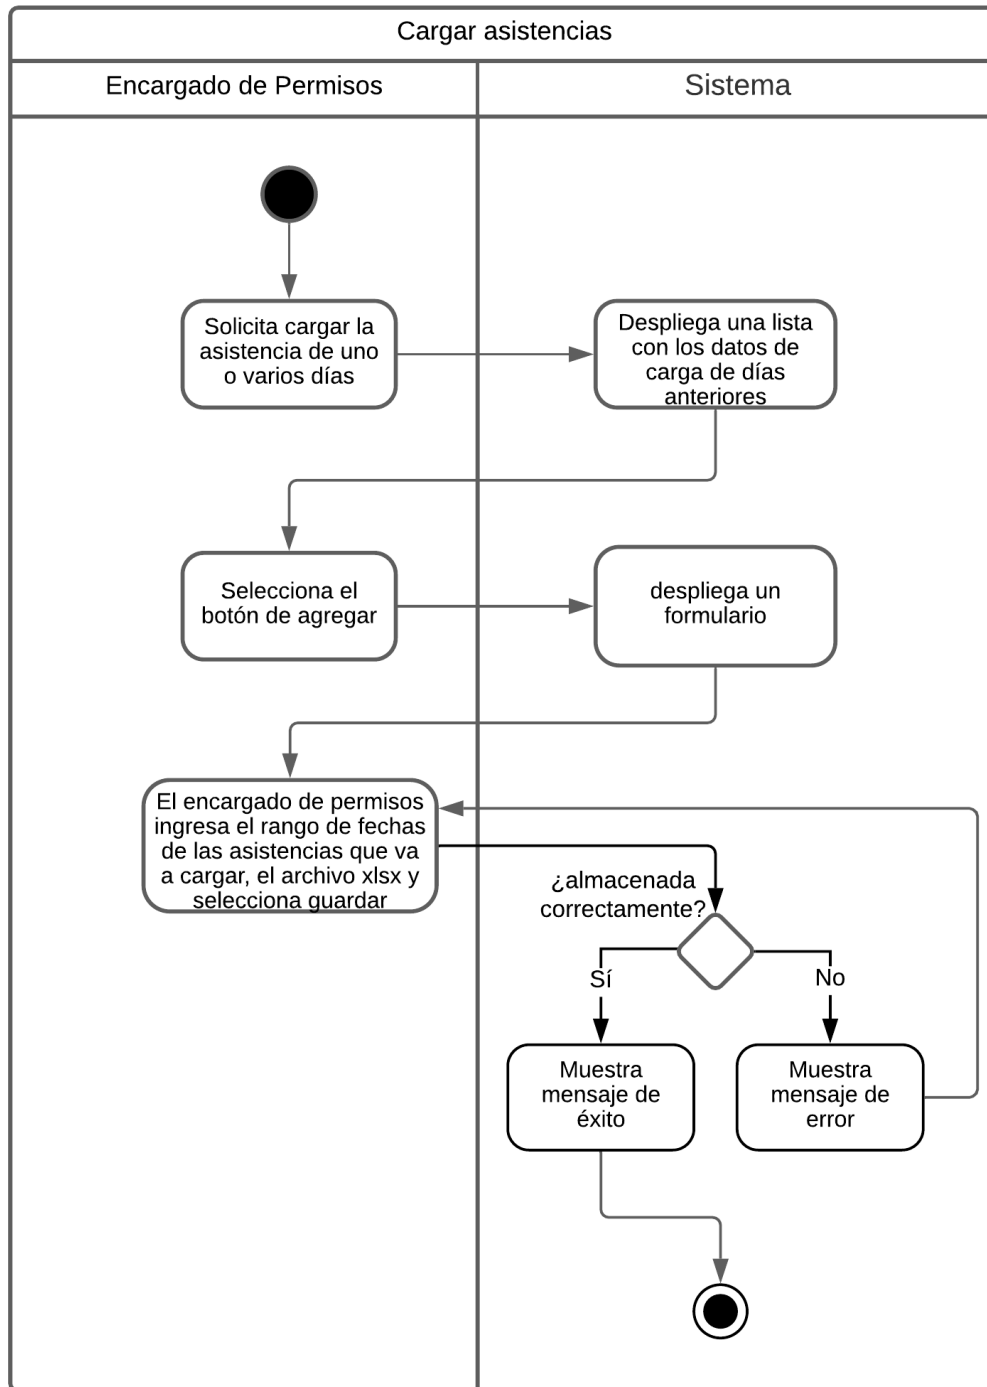 Cargar asistencias
Encargado de Permisos
Sistema
Solicita cargar la
asistencia de uno
o varios días
Despliega una lista
con los datos de
carga de días
anteriores
Selecciona el
botón de agregar
despliega un
formulario
El encargado de permisos
ingresa el rango de fechas
de las asistencias que va
a cargar, el archivo xlsx y
selecciona guardar
¿almacenada
correctamente?
Sí
No
Muestra
mensaje de
éxito
Muestra
mensaje de
error